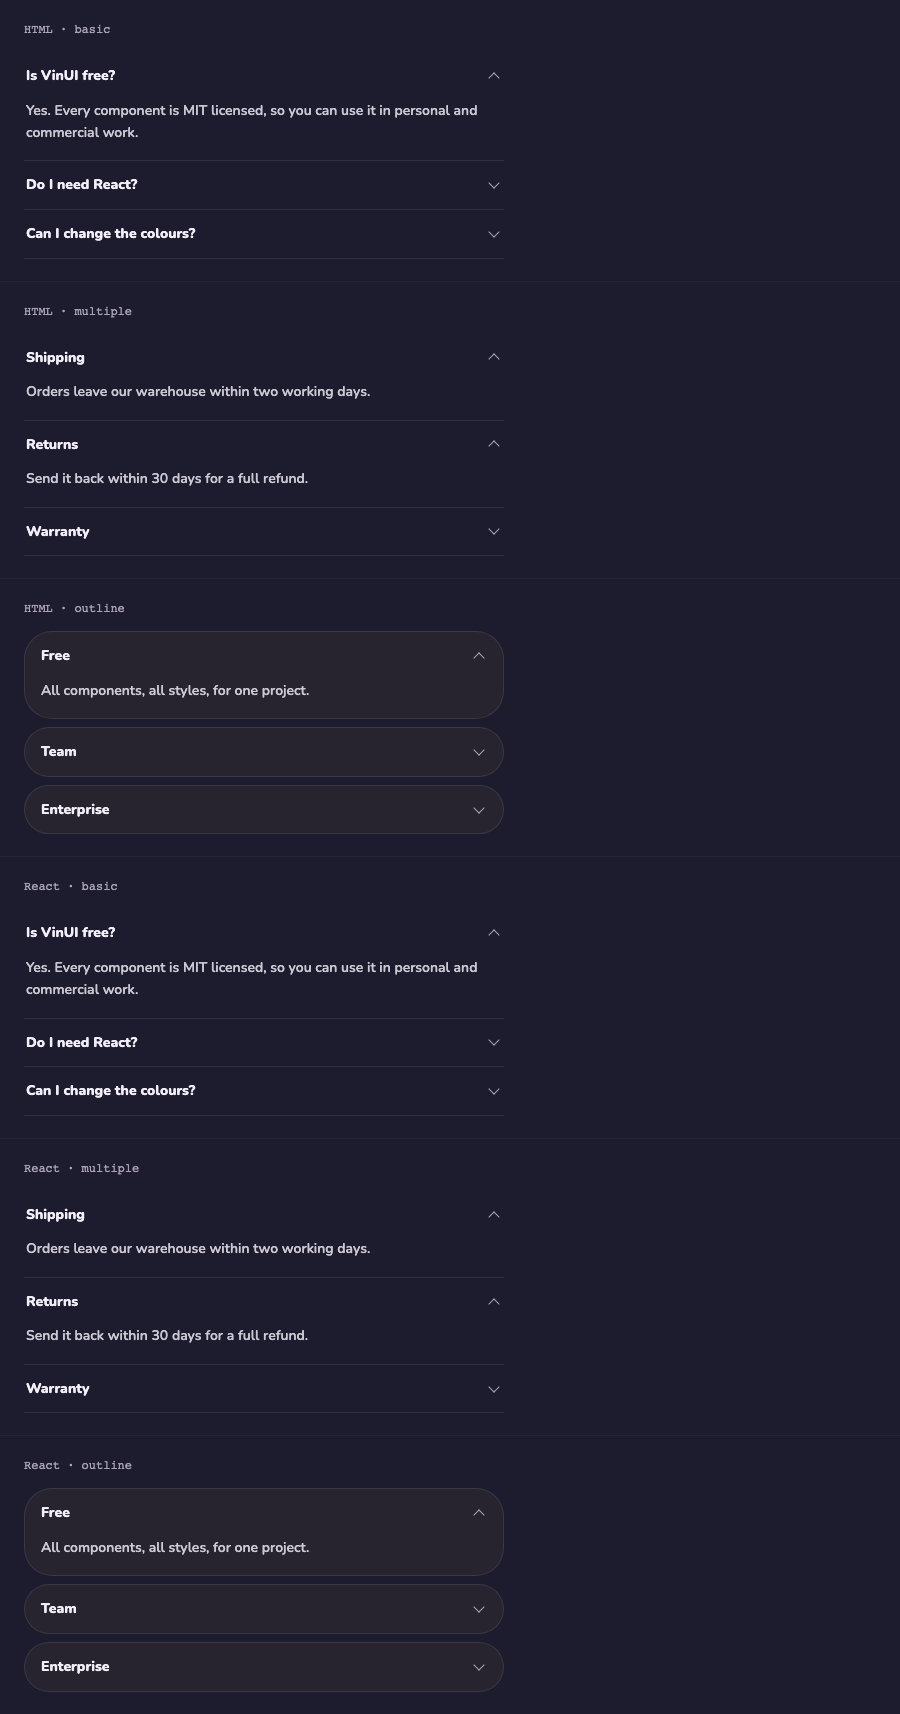 HTML · basic
Is VinUI free?
Yes. Every component is MIT licensed, so you can use it in personal and
commercial work.
Do I need React?
Can I change the colours?
HTML · multiple
Shipping
Orders leave our warehouse within two working days.
Returns
Send it back within 30 days for a full refund.
Warranty
HTML · outline
Free
All components, all styles, for one project.
Team
Enterprise
React · basic
Is VinUI free?
Yes. Every component is MIT licensed, so you can use it in personal and
commercial work.
Do I need React?
Can I change the colours?
React · multiple
Shipping
Orders leave our warehouse within two working days.
Returns
Send it back within 30 days for a full refund.
Warranty
React · outline
Free
All components, all styles, for one project.
Team
Enterprise